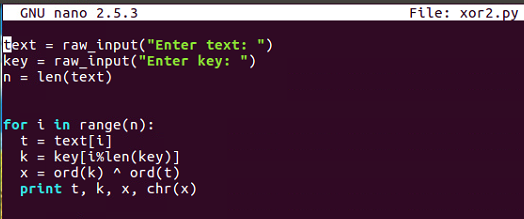 GNU nano 2.5.3 File: xor2.py
text = raw_input("Enter text: ")
key = raw_input("Enter key: ")
n = len(text)
for i in range(n):
  t = text[i]
  k = key[i%len(key)]
  x = ord(k) ^ ord(t)
  print t, k, x, chr(x)